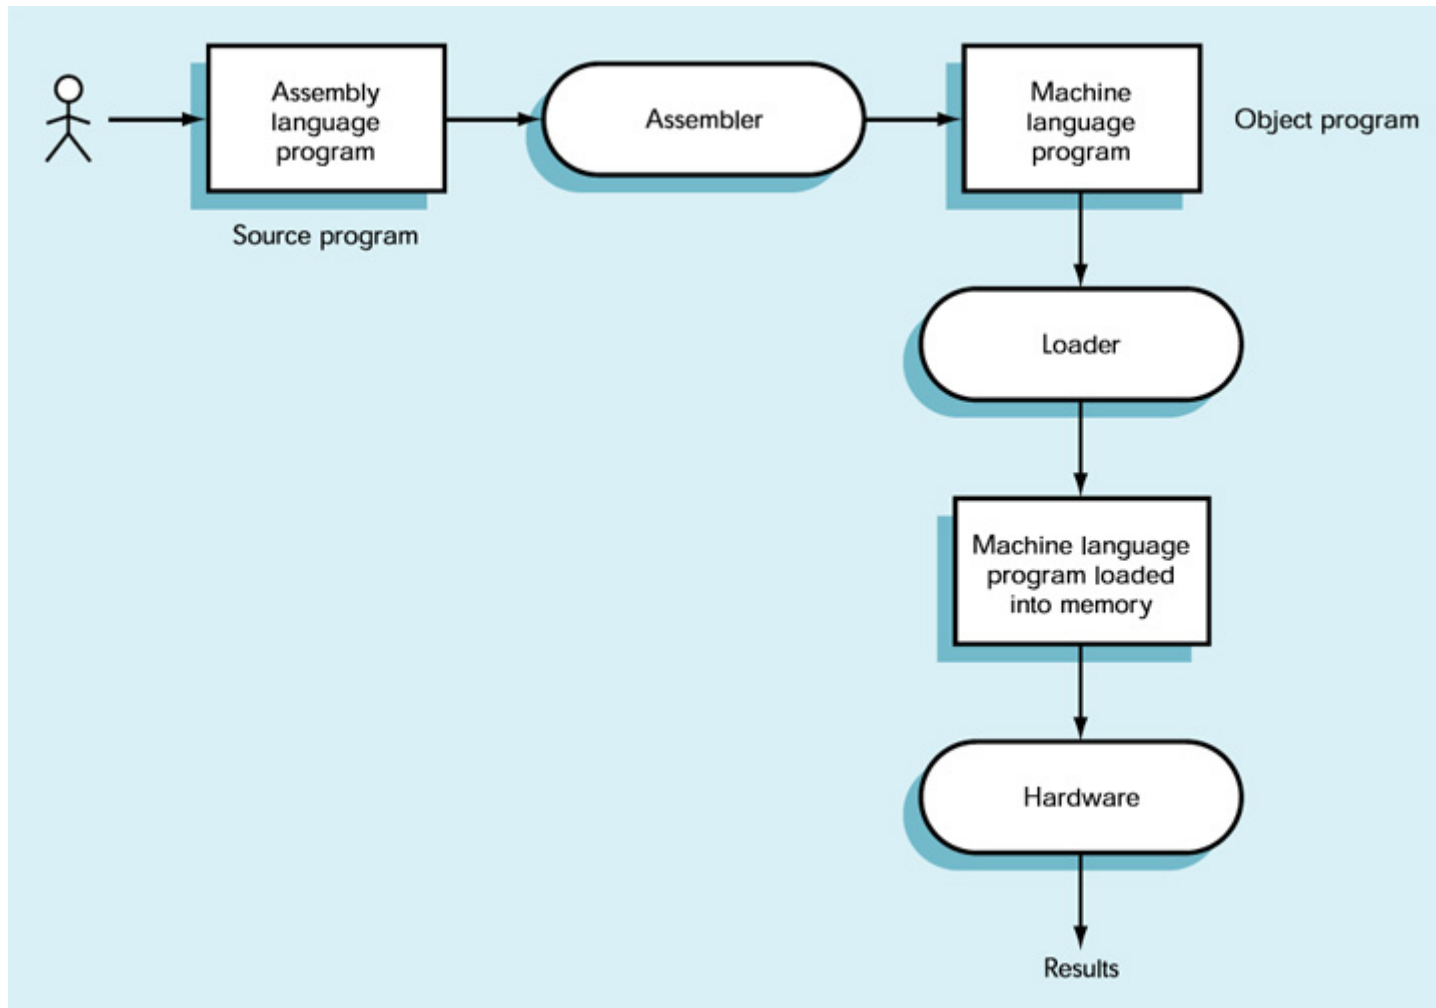 Assembly
language
program
Source program
Assembler
Machine
language
program
Object program
Loader
Machine language
program loaded
into memory
Hardware
Results